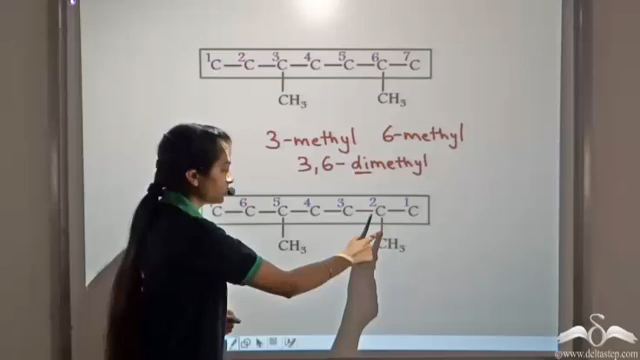 1C—2C—3C—4C—5C—6C—7C
CH3 CH3
3-methyl 6-methyl
3,6-dimethyl
C—6C—5C—4C—3C—2C—1C
CH3 CH3
S
©www.deltastep.com